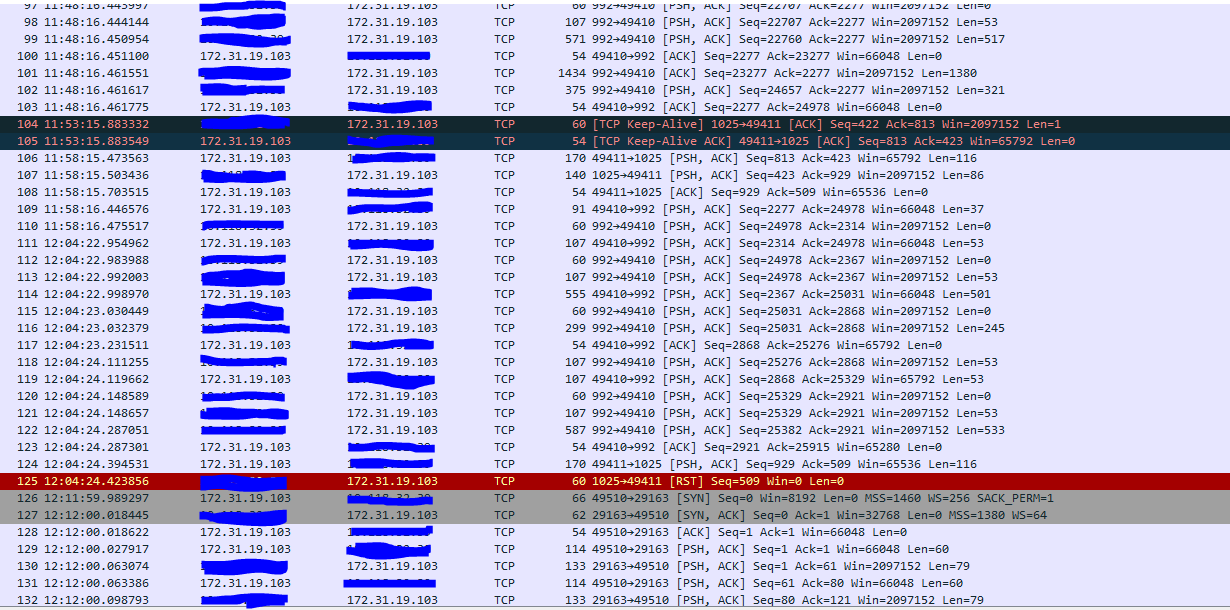 97 11:48:16.443997 172.31.19.103 TCP 60 992→49410 [PSH, ACK] Seq=22707 Ack=2277 Win=2097152 Len=0
98 11:48:16.444144 172.31.19.103 TCP 107 992→49410 [PSH, ACK] Seq=22707 Ack=2277 Win=2097152 Len=53
99 11:48:16.450954 172.31.19.103 TCP 571 992→49410 [PSH, ACK] Seq=22760 Ack=2277 Win=2097152 Len=517
100 11:48:16.451100 172.31.19.103 TCP 54 49410→992 [ACK] Seq=2277 Ack=23277 Win=66048 Len=0
101 11:48:16.461551 172.31.19.103 TCP 1434 992→49410 [ACK] Seq=23277 Ack=2277 Win=2097152 Len=1380
102 11:48:16.461617 172.31.19.103 TCP 375 992→49410 [PSH, ACK] Seq=24657 Ack=2277 Win=2097152 Len=321
103 11:48:16.461775 172.31.19.103 TCP 54 49410→992 [ACK] Seq=2277 Ack=24978 Win=66048 Len=0
104 11:53:15.883332 172.31.19.103 TCP 60 [TCP Keep-Alive] 1025→49411 [ACK] Seq=422 Ack=813 Win=2097152 Len=1
105 11:53:15.883549 172.31.19.103 TCP 54 [TCP Keep-Alive ACK] 49411→1025 [ACK] Seq=813 Ack=423 Win=65792 Len=0
106 11:58:15.473563 172.31.19.103 TCP 170 49411→1025 [PSH, ACK] Seq=813 Ack=423 Win=65792 Len=116
107 11:58:15.503436 172.31.19.103 TCP 140 1025→49411 [PSH, ACK] Seq=423 Ack=929 Win=2097152 Len=86
108 11:58:15.703515 172.31.19.103 TCP 54 49411→1025 [ACK] Seq=929 Ack=509 Win=65536 Len=0
109 11:58:16.446576 172.31.19.103 TCP 91 49410→992 [PSH, ACK] Seq=2277 Ack=24978 Win=66048 Len=37
110 11:58:16.475517 172.31.19.103 TCP 60 992→49410 [PSH, ACK] Seq=24978 Ack=2314 Win=2097152 Len=0
111 12:04:22.954962 172.31.19.103 TCP 107 49410→992 [PSH, ACK] Seq=2314 Ack=24978 Win=66048 Len=53
112 12:04:22.983988 172.31.19.103 TCP 60 992→49410 [PSH, ACK] Seq=24978 Ack=2367 Win=2097152 Len=0
113 12:04:22.992003 172.31.19.103 TCP 107 992→49410 [PSH, ACK] Seq=24978 Ack=2367 Win=2097152 Len=53
114 12:04:22.998970 172.31.19.103 TCP 555 49410→992 [PSH, ACK] Seq=2367 Ack=25031 Win=66048 Len=501
115 12:04:23.030449 172.31.19.103 TCP 60 992→49410 [PSH, ACK] Seq=25031 Ack=2868 Win=2097152 Len=0
116 12:04:23.032379 172.31.19.103 TCP 299 992→49410 [PSH, ACK] Seq=25031 Ack=2868 Win=2097152 Len=245
117 12:04:23.231511 172.31.19.103 TCP 54 49410→992 [ACK] Seq=2868 Ack=25276 Win=65792 Len=0
118 12:04:24.111255 172.31.19.103 TCP 107 992→49410 [PSH, ACK] Seq=25276 Ack=2868 Win=2097152 Len=53
119 12:04:24.119662 172.31.19.103 TCP 107 49410→992 [PSH, ACK] Seq=2868 Ack=25329 Win=65792 Len=53
120 12:04:24.148589 172.31.19.103 TCP 60 992→49410 [PSH, ACK] Seq=25329 Ack=2921 Win=2097152 Len=0
121 12:04:24.148657 172.31.19.103 TCP 107 992→49410 [PSH, ACK] Seq=25329 Ack=2921 Win=2097152 Len=53
122 12:04:24.287051 172.31.19.103 TCP 587 992→49410 [PSH, ACK] Seq=25382 Ack=2921 Win=2097152 Len=533
123 12:04:24.287301 172.31.19.103 TCP 54 49410→992 [ACK] Seq=2921 Ack=25915 Win=65280 Len=0
124 12:04:24.394531 172.31.19.103 TCP 170 49411→1025 [PSH, ACK] Seq=929 Ack=509 Win=65536 Len=116
125 12:04:24.423856 172.31.19.103 TCP 60 1025→49411 [RST] Seq=509 Win=0 Len=0
126 12:11:59.989297 172.31.19.103 TCP 66 49510→29163 [SYN] Seq=0 Win=8192 Len=0 MSS=1460 WS=256 SACK_PERM=1
127 12:12:00.018445 172.31.19.103 TCP 62 29163→49510 [SYN, ACK] Seq=0 Ack=1 Win=32768 Len=0 MSS=1380 WS=64
128 12:12:00.018622 172.31.19.103 TCP 54 49510→29163 [ACK] Seq=1 Ack=1 Win=66048 Len=0
129 12:12:00.027917 172.31.19.103 TCP 114 49510→29163 [PSH, ACK] Seq=1 Ack=1 Win=66048 Len=60
130 12:12:00.063074 172.31.19.103 TCP 133 29163→49510 [PSH, ACK] Seq=1 Ack=61 Win=2097152 Len=79
131 12:12:00.063386 172.31.19.103 TCP 114 49510→29163 [PSH, ACK] Seq=61 Ack=80 Win=66048 Len=60
132 12:12:00.098793 172.31.19.103 TCP 133 29163→49510 [PSH, ACK] Seq=80 Ack=121 Win=2097152 Len=79